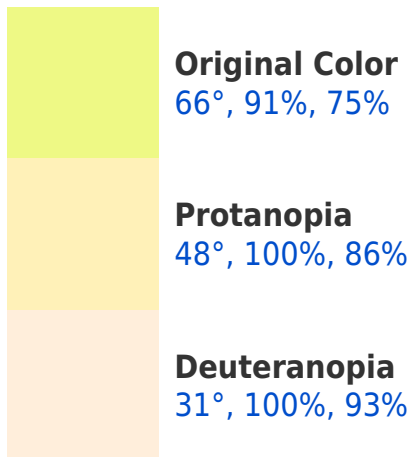 Original Color
66°, 91%, 75%
Protanopia
48°, 100%, 86%
Deuteranopia
31°, 100%, 93%